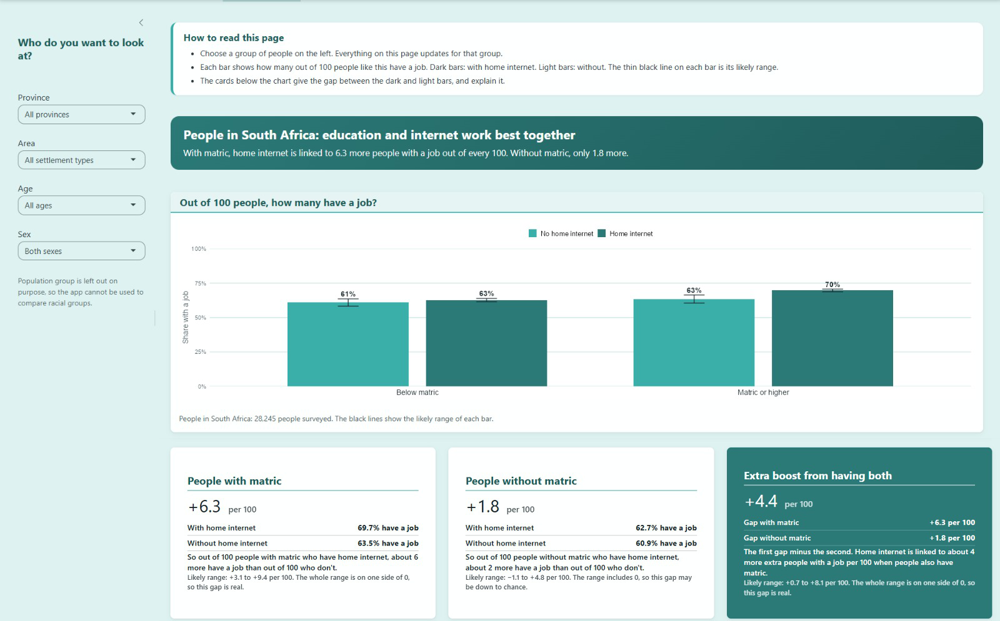 Who do you want to look
at?
Province
All provinces
Area
All settlement types
Age
All ages
Sex
Both sexes
Population group is left out on
purpose, so the app cannot be used to
compare racial groups.
How to read this page
• Choose a group of people on the left. Everything on this page updates for that group.
• Each bar shows how many out of 100 people like this have a job. Dark bars: with home internet. Light bars: without. The thin black line on each bar is its likely range.
• The cards below the chart give the gap between the dark and light bars, and explain it.
People in South Africa: education and internet work best together
With matric, home internet is linked to 6.3 more people with a job out of every 100. Without matric, only 1.8 more.
Out of 100 people, how many have a job?
No home internet Home internet
Share with a job
100%
75%
50%
25%
0%
61%
63%
63%
70%
Below matric
Matric or higher
People in South Africa: 28,245 people surveyed. The black lines show the likely range of each bar.
People with matric
+6.3 per 100
With home internet 69.7% have a job
Without home internet 63.5% have a job
So out of 100 people with matric who have home internet, about 6
more have a job than out of 100 who don't.
Likely range: +3.1 to +9.4 per 100. The whole range is on one side of 0,
so this gap is real.
People without matric
+1.8 per 100
With home internet 62.7% have a job
Without home internet 60.9% have a job
So out of 100 people without matric who have home internet,
about 2 more have a job than out of 100 who don't.
Likely range: −1.1 to +4.8 per 100. The range includes 0, so this gap may
be down to chance.
Extra boost from having both
+4.4 per 100
Gap with matric +6.3 per 100
Gap without matric +1.8 per 100
The first gap minus the second. Home internet is linked to about 4
more extra people with a job per 100 when people also have
matric.
Likely range: +0.7 to +8.1 per 100. The whole range is on one side of 0, so
this gap is real.